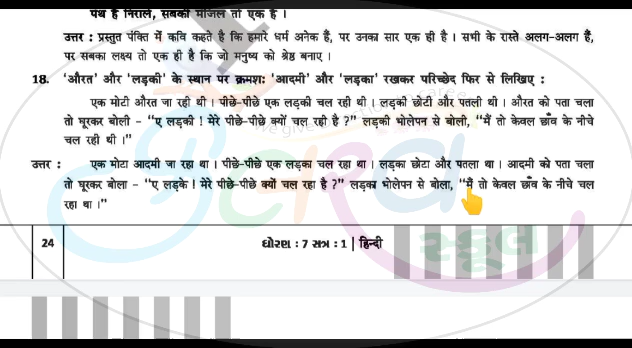 पंथ है निराले, सबकी मंजिल तो एक है ।
उत्तर : प्रस्तुत पंक्ति में कवि कहते है कि हमारे धर्म अनेक हैं, पर उनका सार एक ही है । सभी के रास्ते अलग-अलग हैं,
पर सबका लक्ष्य तो एक ही है कि जो मनुष्य को श्रेष्ठ बनाए ।
18. 'औरत' और 'लड़की' के स्थान पर क्रमशः 'आदमी' और 'लड़का' रखकर परिच्छेद फिर से लिखिए :
एक मोटी औरत जा रही थी । पीछे-पीछे एक लड़की चल रही थी । लड़की छोटी और पतली थी । औरत को पता चला
तो घूरकर बोली - "ए लड़की ! मेरे पीछे-पीछे क्यों चल रही है ?" लड़की भोलेपन से बोली, "मैं तो केवल छाँव के नीचे
चल रही थी ।"
उत्तर : एक मोटा आदमी जा रहा था । पीछे-पीछे एक लड़का चल रहा था । लड़का छोटा और पतला था । आदमी को पता चला
तो घूरकर बोला - "ए लड़के ! मेरे पीछे-पीछे क्यों चल रहा है ?" लड़का भोलेपन से बोला, "मैं तो केवल छाँव के नीचे चल
रहा था ।"
24 ધોરણ : 7 સત્ર : 1 | हिन्दी
સ્કૂલ